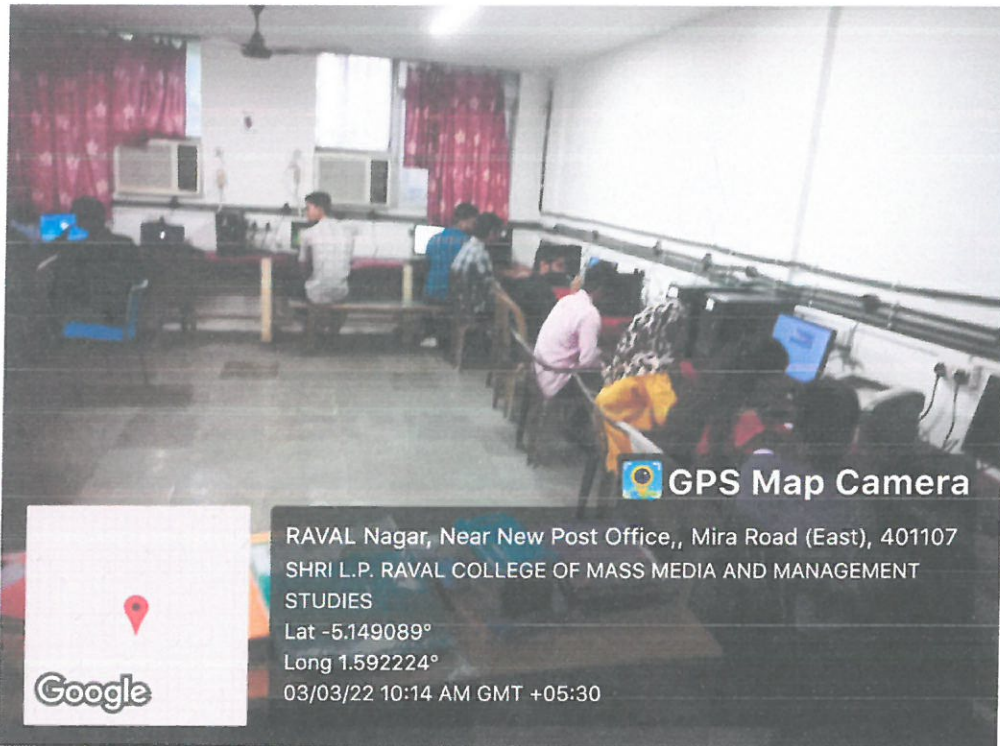 GPS Map Camera
RAVAL Nagar, Near New Post Office,, Mira Road (East), 401107
SHRI L.P. RAVAL COLLEGE OF MASS MEDIA AND MANAGEMENT
STUDIES
Lat -5.149089°
Long 1.592224°
03/03/22 10:14 AM GMT +05:30
Google